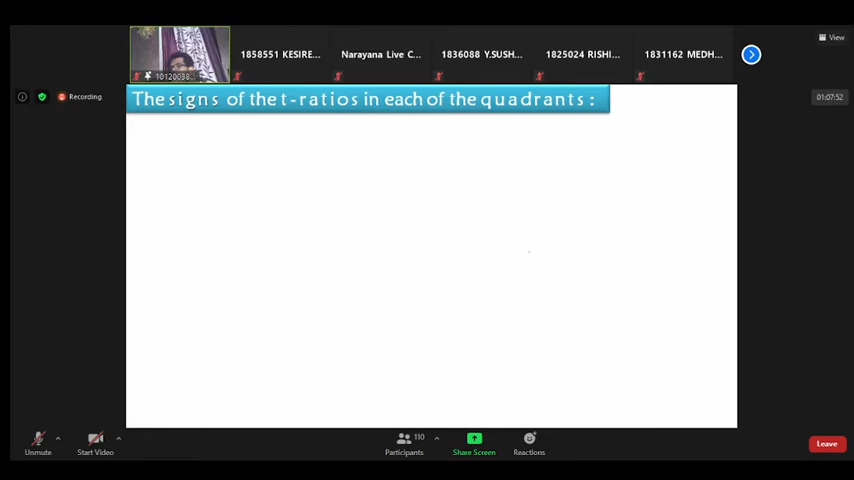 1858551 KESIRE...
Narayana Live C...
1836088 Y.SUSH...
1825024 RISHI...
1831162 MEDH...
View
10120038...
Recording
The signs of the t-ratios in each of the quadrants :
01:07:52
Unmute
Start Video
110
Participants
Share Screen
Reactions
Leave